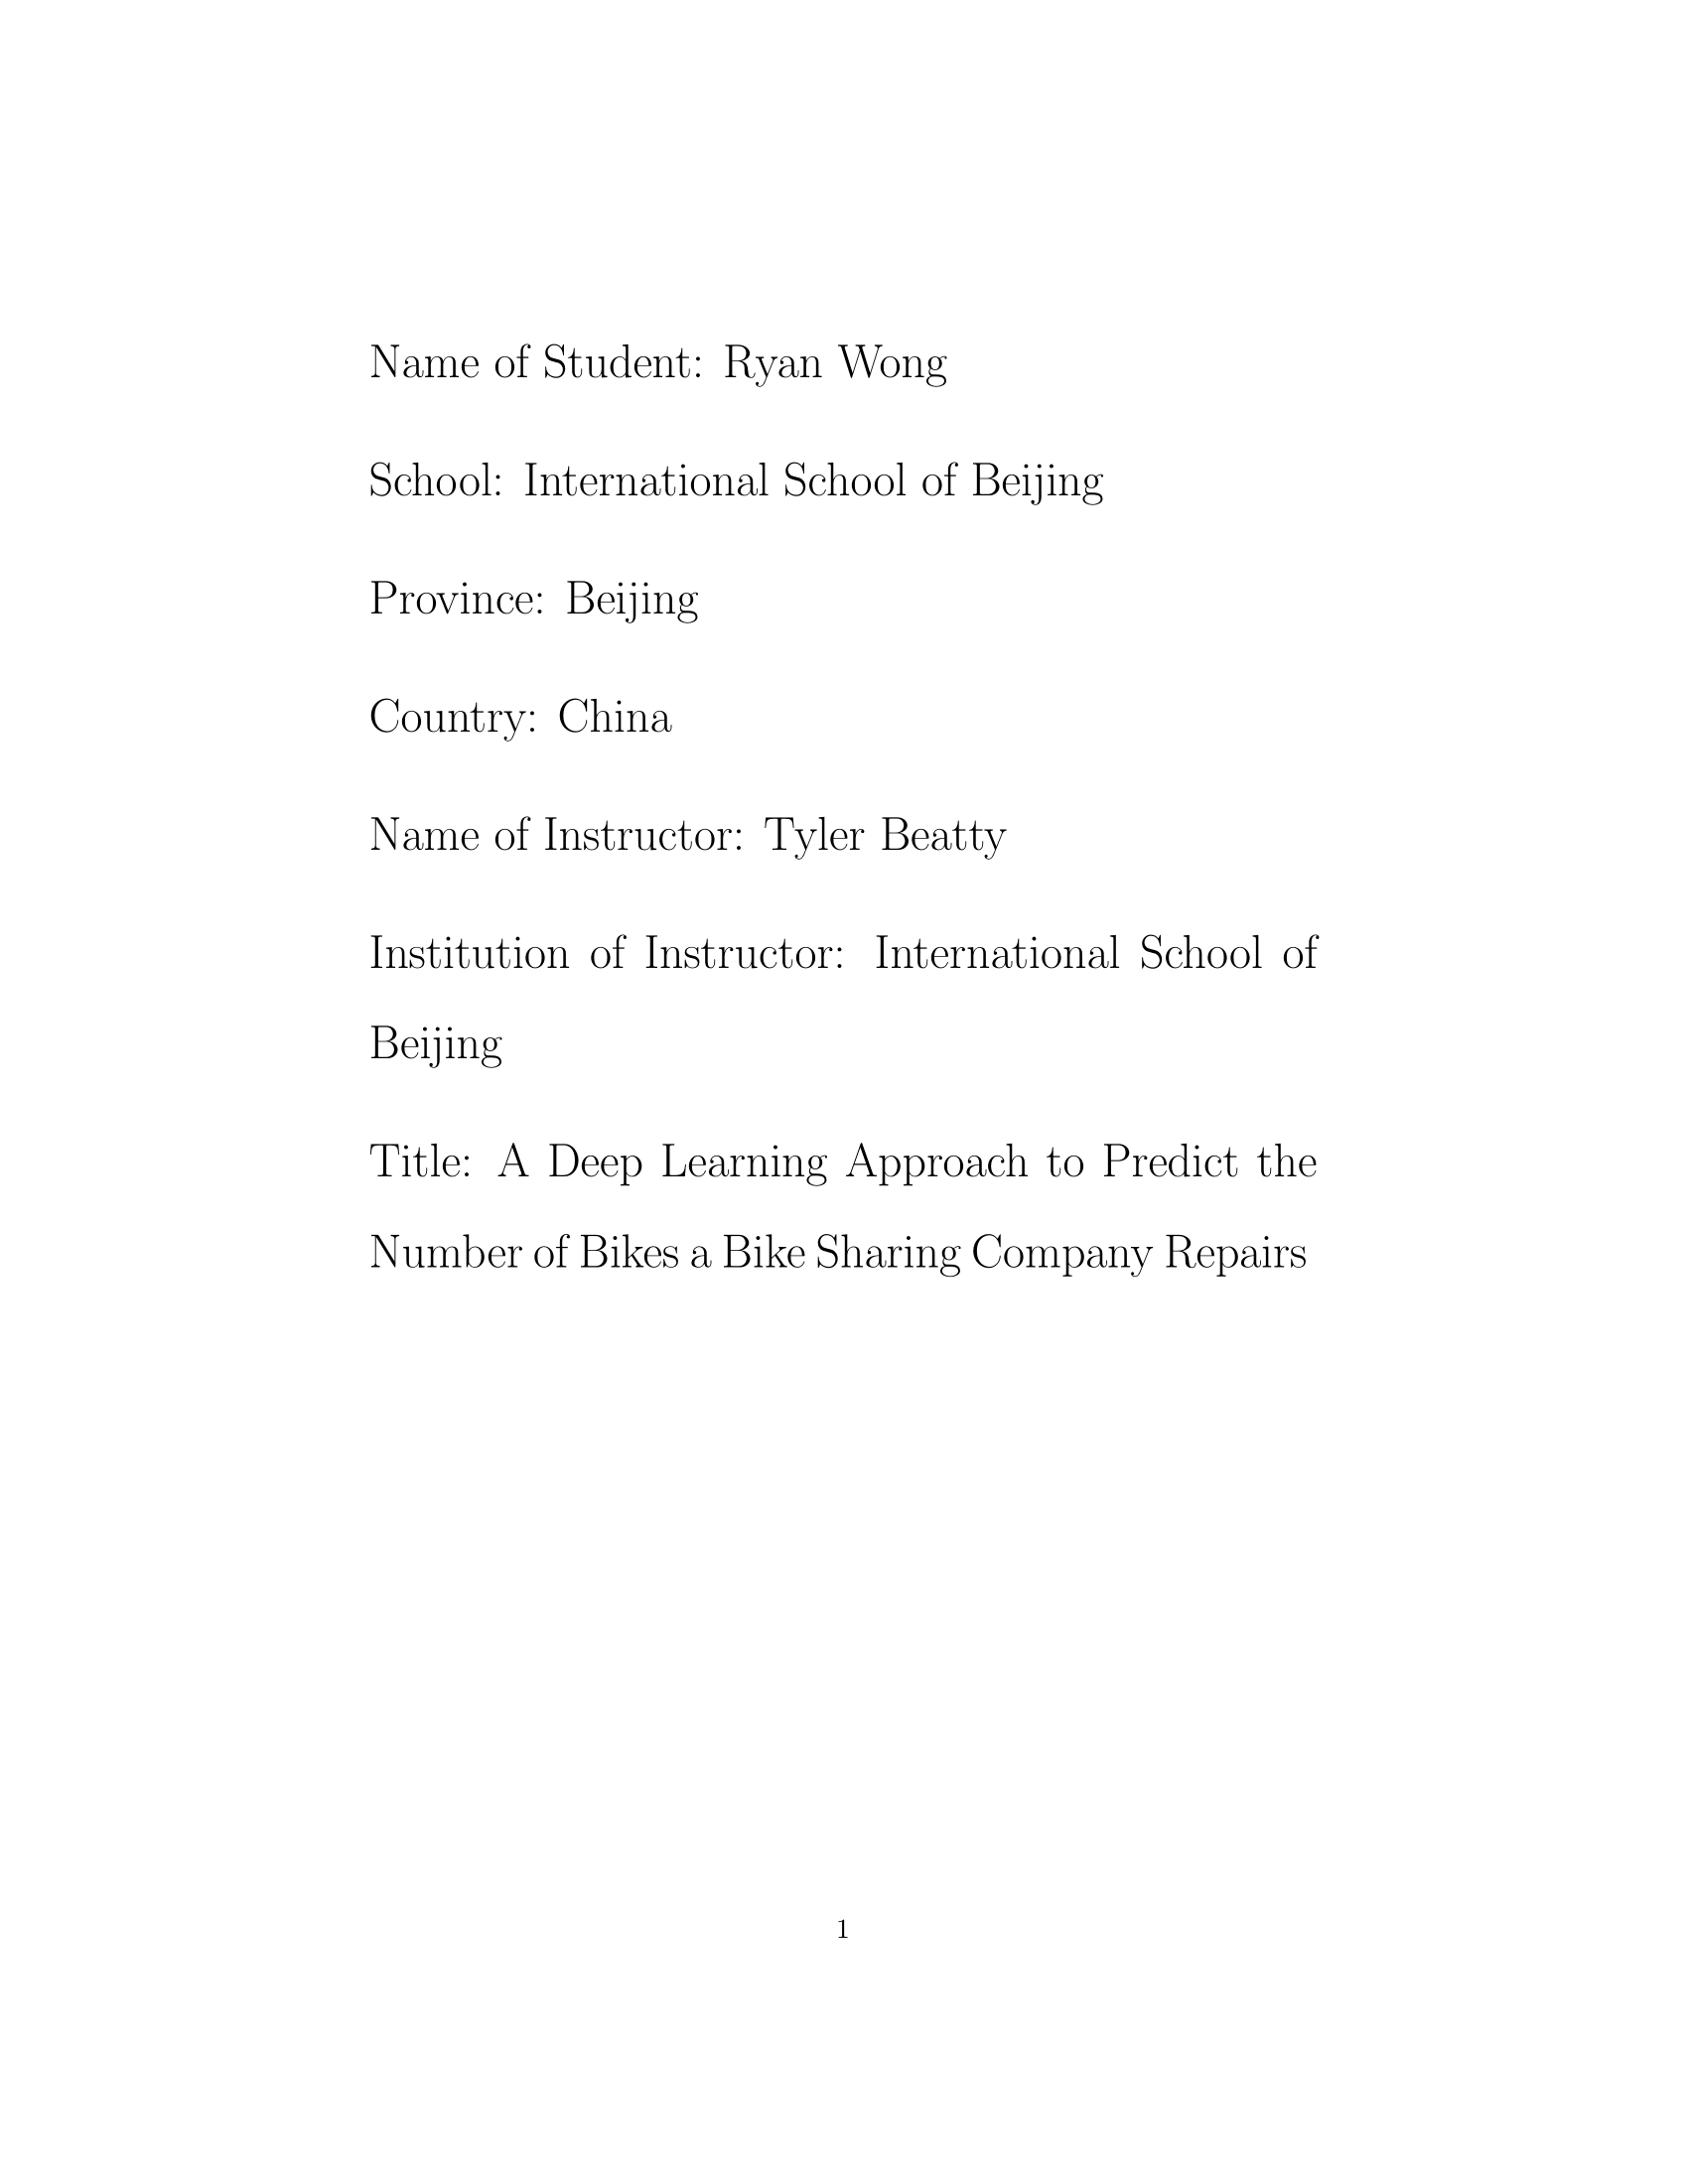 Name of Student: Ryan Wong
School: International School of Beijing
Province: Beijing
Country: China
Name of Instructor: Tyler Beatty
Institution of Instructor: International School of
Beijing
Title: A Deep Learning Approach to Predict the
Number of Bikes a Bike Sharing Company Repairs
1